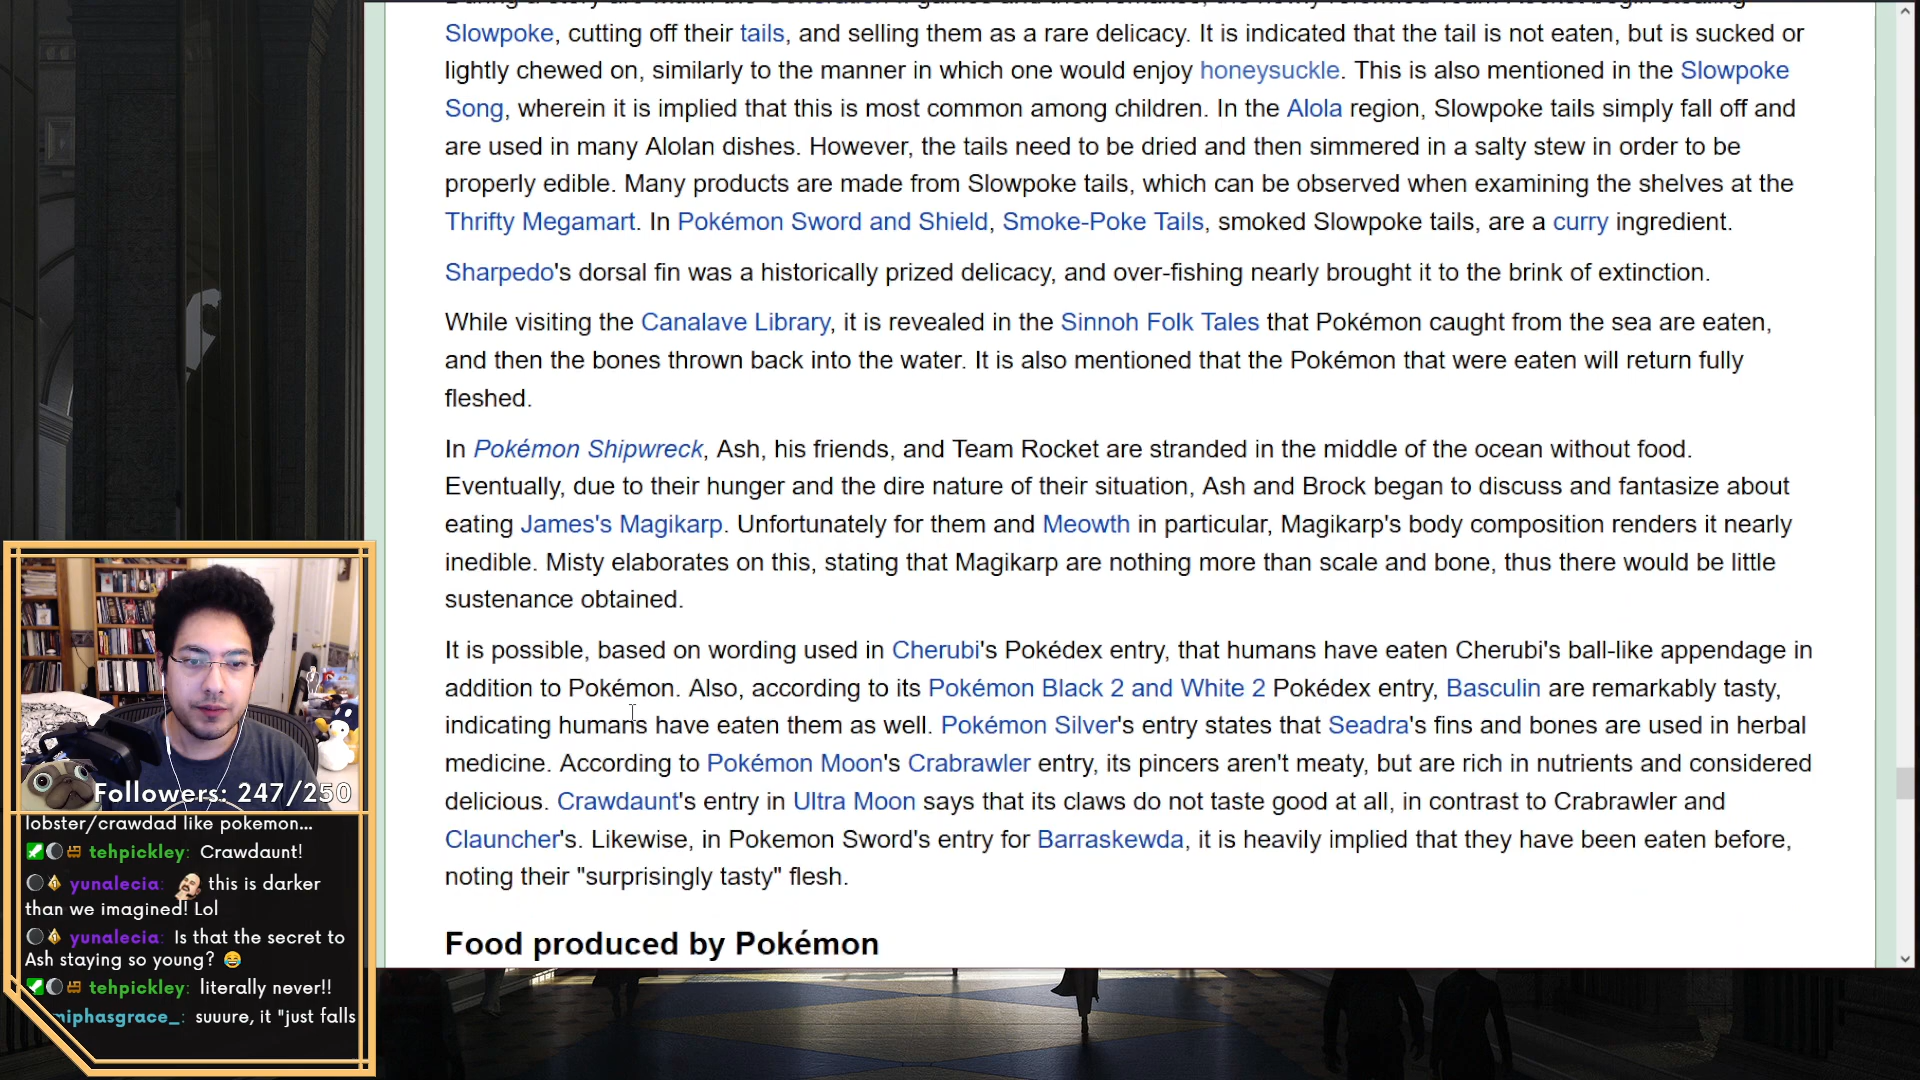 Slowpoke, cutting off their tails, and selling them as a rare delicacy. It is indicated that the tail is not eaten, but is sucked or
lightly chewed on, similarly to the manner in which one would enjoy honeysuckle. This is also mentioned in the Slowpoke
Song, wherein it is implied that this is most common among children. In the Alola region, Slowpoke tails simply fall off and
are used in many Alolan dishes. However, the tails need to be dried and then simmered in a salty stew in order to be
properly edible. Many products are made from Slowpoke tails, which can be observed when examining the shelves at the
Thrifty Megamart. In Pokémon Sword and Shield, Smoke-Poke Tails, smoked Slowpoke tails, are a curry ingredient.
Sharpedo's dorsal fin was a historically prized delicacy, and over-fishing nearly brought it to the brink of extinction.
While visiting the Canalave Library, it is revealed in the Sinnoh Folk Tales that Pokémon caught from the sea are eaten,
and then the bones thrown back into the water. It is also mentioned that the Pokémon that were eaten will return fully
fleshed.
In Pokémon Shipwreck, Ash, his friends, and Team Rocket are stranded in the middle of the ocean without food.
Eventually, due to their hunger and the dire nature of their situation, Ash and Brock began to discuss and fantasize about
eating James's Magikarp. Unfortunately for them and Meowth in particular, Magikarp's body composition renders it nearly
inedible. Misty elaborates on this, stating that Magikarp are nothing more than scale and bone, thus there would be little
sustenance obtained.
It is possible, based on wording used in Cherubi's Pokédex entry, that humans have eaten Cherubi's ball-like appendage in
addition to Pokémon. Also, according to its Pokémon Black 2 and White 2 Pokédex entry, Basculin are remarkably tasty,
indicating humans have eaten them as well. Pokémon Silver's entry states that Seadra's fins and bones are used in herbal
medicine. According to Pokémon Moon's Crabrawler entry, its pincers aren't meaty, but are rich in nutrients and considered
delicious. Crawdaunt's entry in Ultra Moon says that its claws do not taste good at all, in contrast to Crabrawler and
Clauncher's. Likewise, in Pokemon Sword's entry for Barraskewda, it is heavily implied that they have been eaten before,
noting their "surprisingly tasty" flesh.
Food produced by Pokémon
Followers: 247/250
lobster/crawdad like pokemon...
tehpickley: Crawdaunt!
yunalecia: this is darker
than we imagined! Lol
yunalecia: Is that the secret to
Ash staying so young? 😂
tehpickley: literally never!!
miphasgrace_: suuure, it "just falls